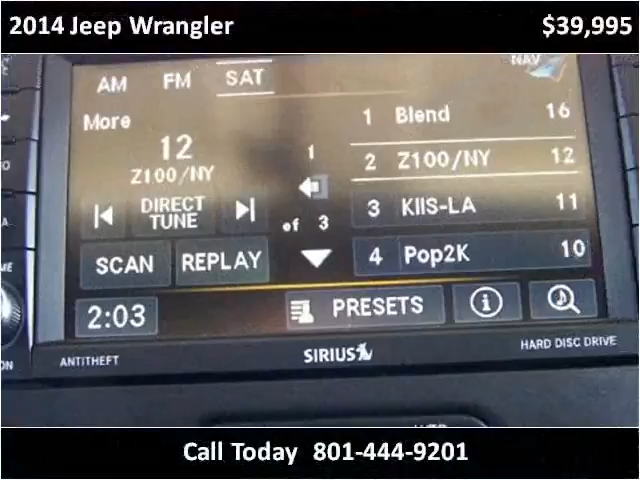 2014 Jeep Wrangler $39,995
NAV
AM FM SAT
More
12
Z100/NY
DIRECT TUNE
SCAN REPLAY
2:03
1
of 3
1 Blend 16
2 Z100/NY 12
3 KIIS-LA 11
4 Pop2K 10
PRESETS
ANTITHEFT
SIRIUS
HARD DISC DRIVE
Call Today 801-444-9201